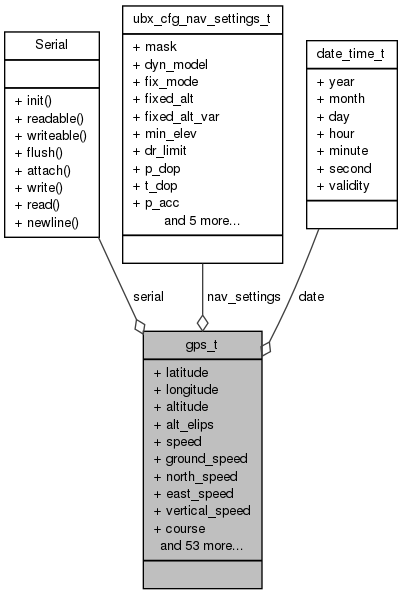 Serial
+ init()
+ readable()
+ writeable()
+ flush()
+ attach()
+ write()
+ read()
+ newline()
ubx_cfg_nav_settings_t
+ mask
+ dyn_model
+ fix_mode
+ fixed_alt
+ fixed_alt_var
+ min_elev
+ dr_limit
+ p_dop
+ t_dop
+ p_acc
and 5 more...
date_time_t
+ year
+ month
+ day
+ hour
+ minute
+ second
+ validity
serial
nav_settings
date
gps_t
+ latitude
+ longitude
+ altitude
+ alt_elips
+ speed
+ ground_speed
+ north_speed
+ east_speed
+ vertical_speed
+ course
and 53 more...